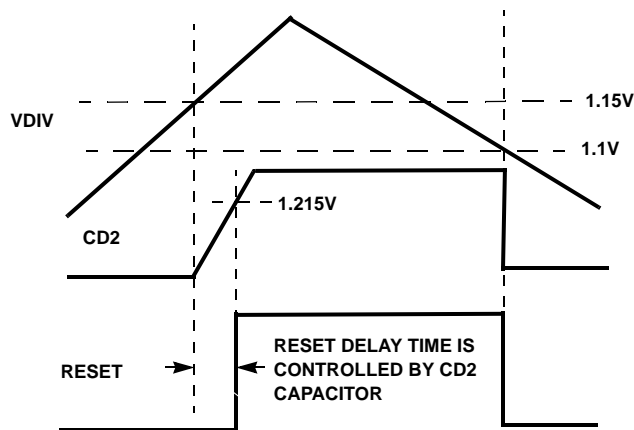 VDIV
1.15V
1.1V
1.215V
CD2
RESET
RESET DELAY TIME IS
CONTROLLED BY CD2
CAPACITOR